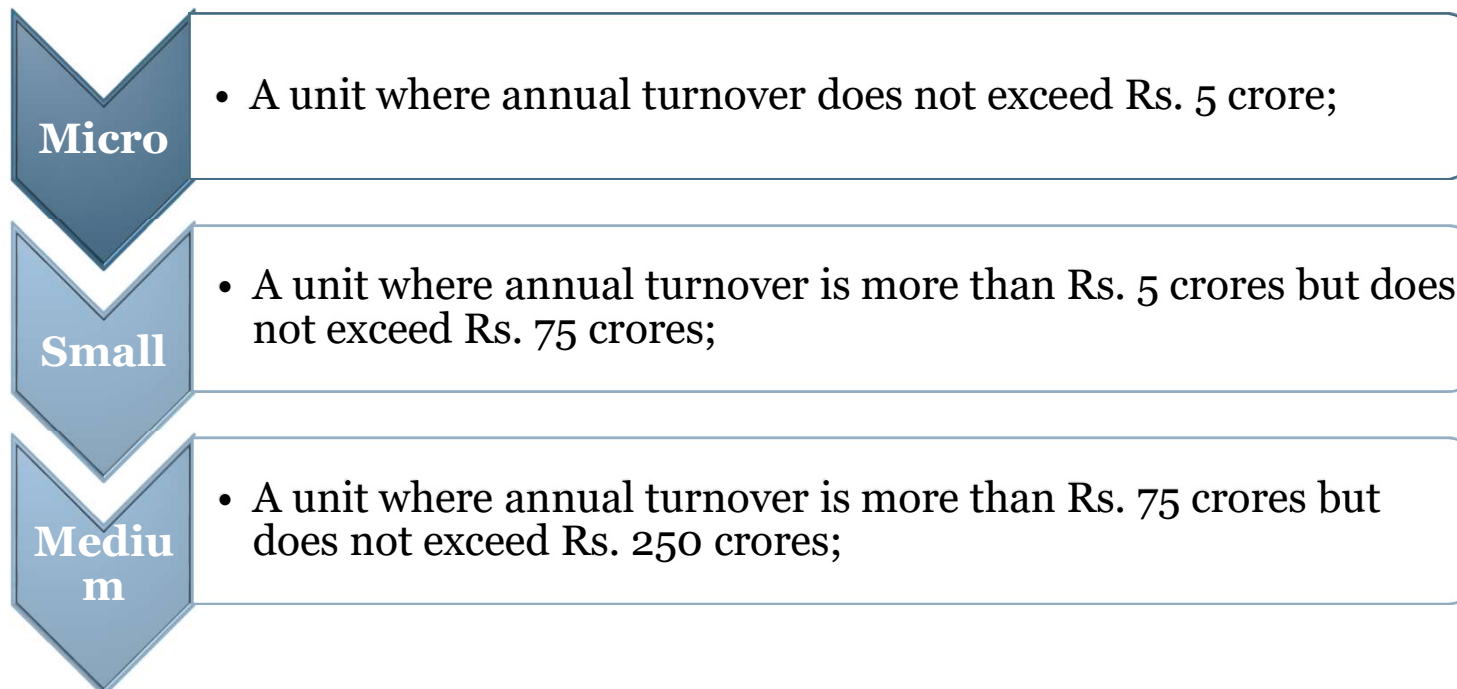 Micro
• A unit where annual turnover does not exceed Rs. 5 crore;
Small
• A unit where annual turnover is more than Rs. 5 crores but does
not exceed Rs. 75 crores;
Mediu
m
• A unit where annual turnover is more than Rs. 75 crores but
does not exceed Rs. 250 crores;